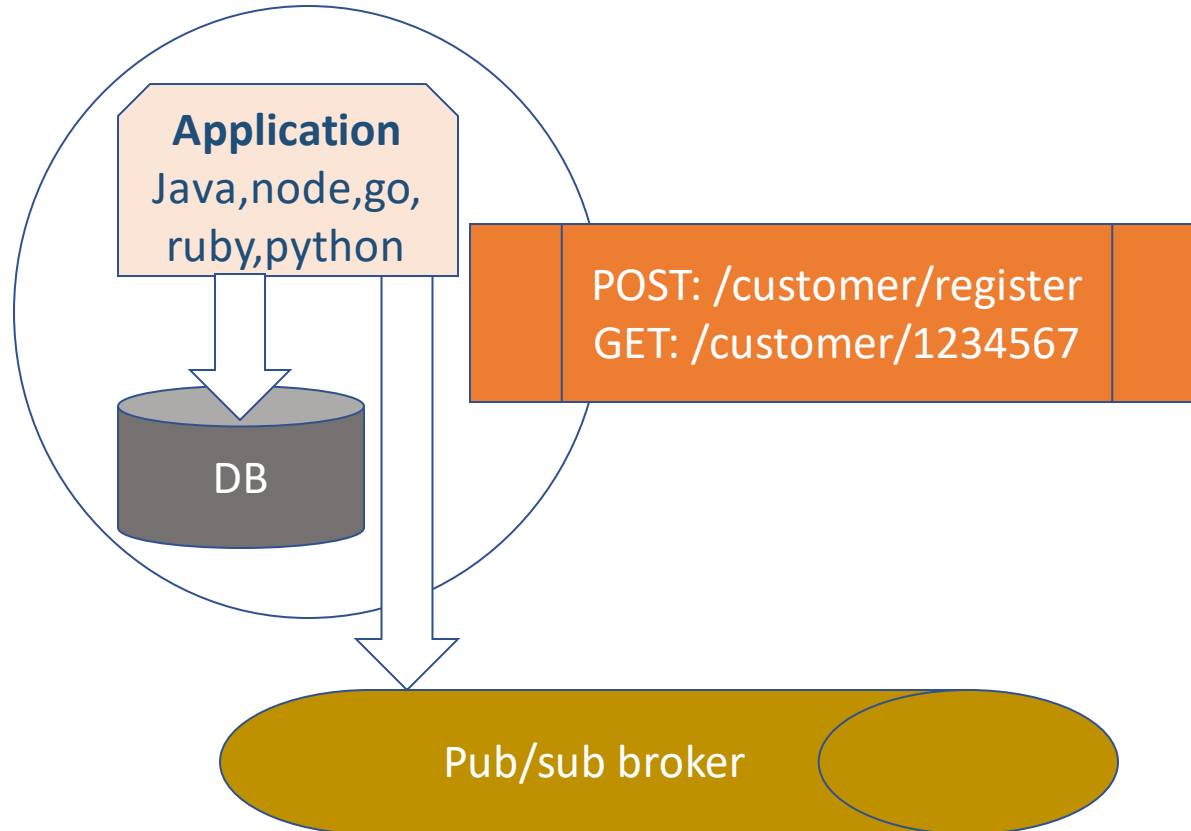 Application
Java,node,go,
ruby,python
POST: /customer/register
GET: /customer/1234567
DB
Pub/sub broker